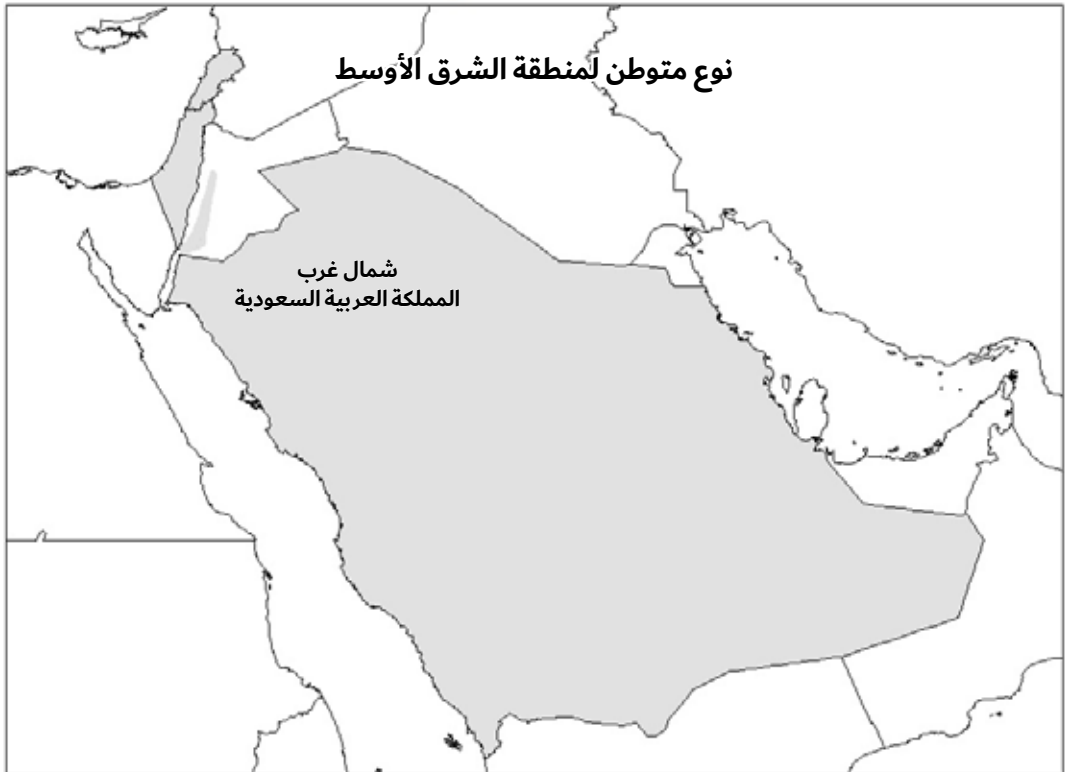 نوع متوطن لمنطقة الشرق الأوسط
شمال غرب
المملكة العربية السعودية